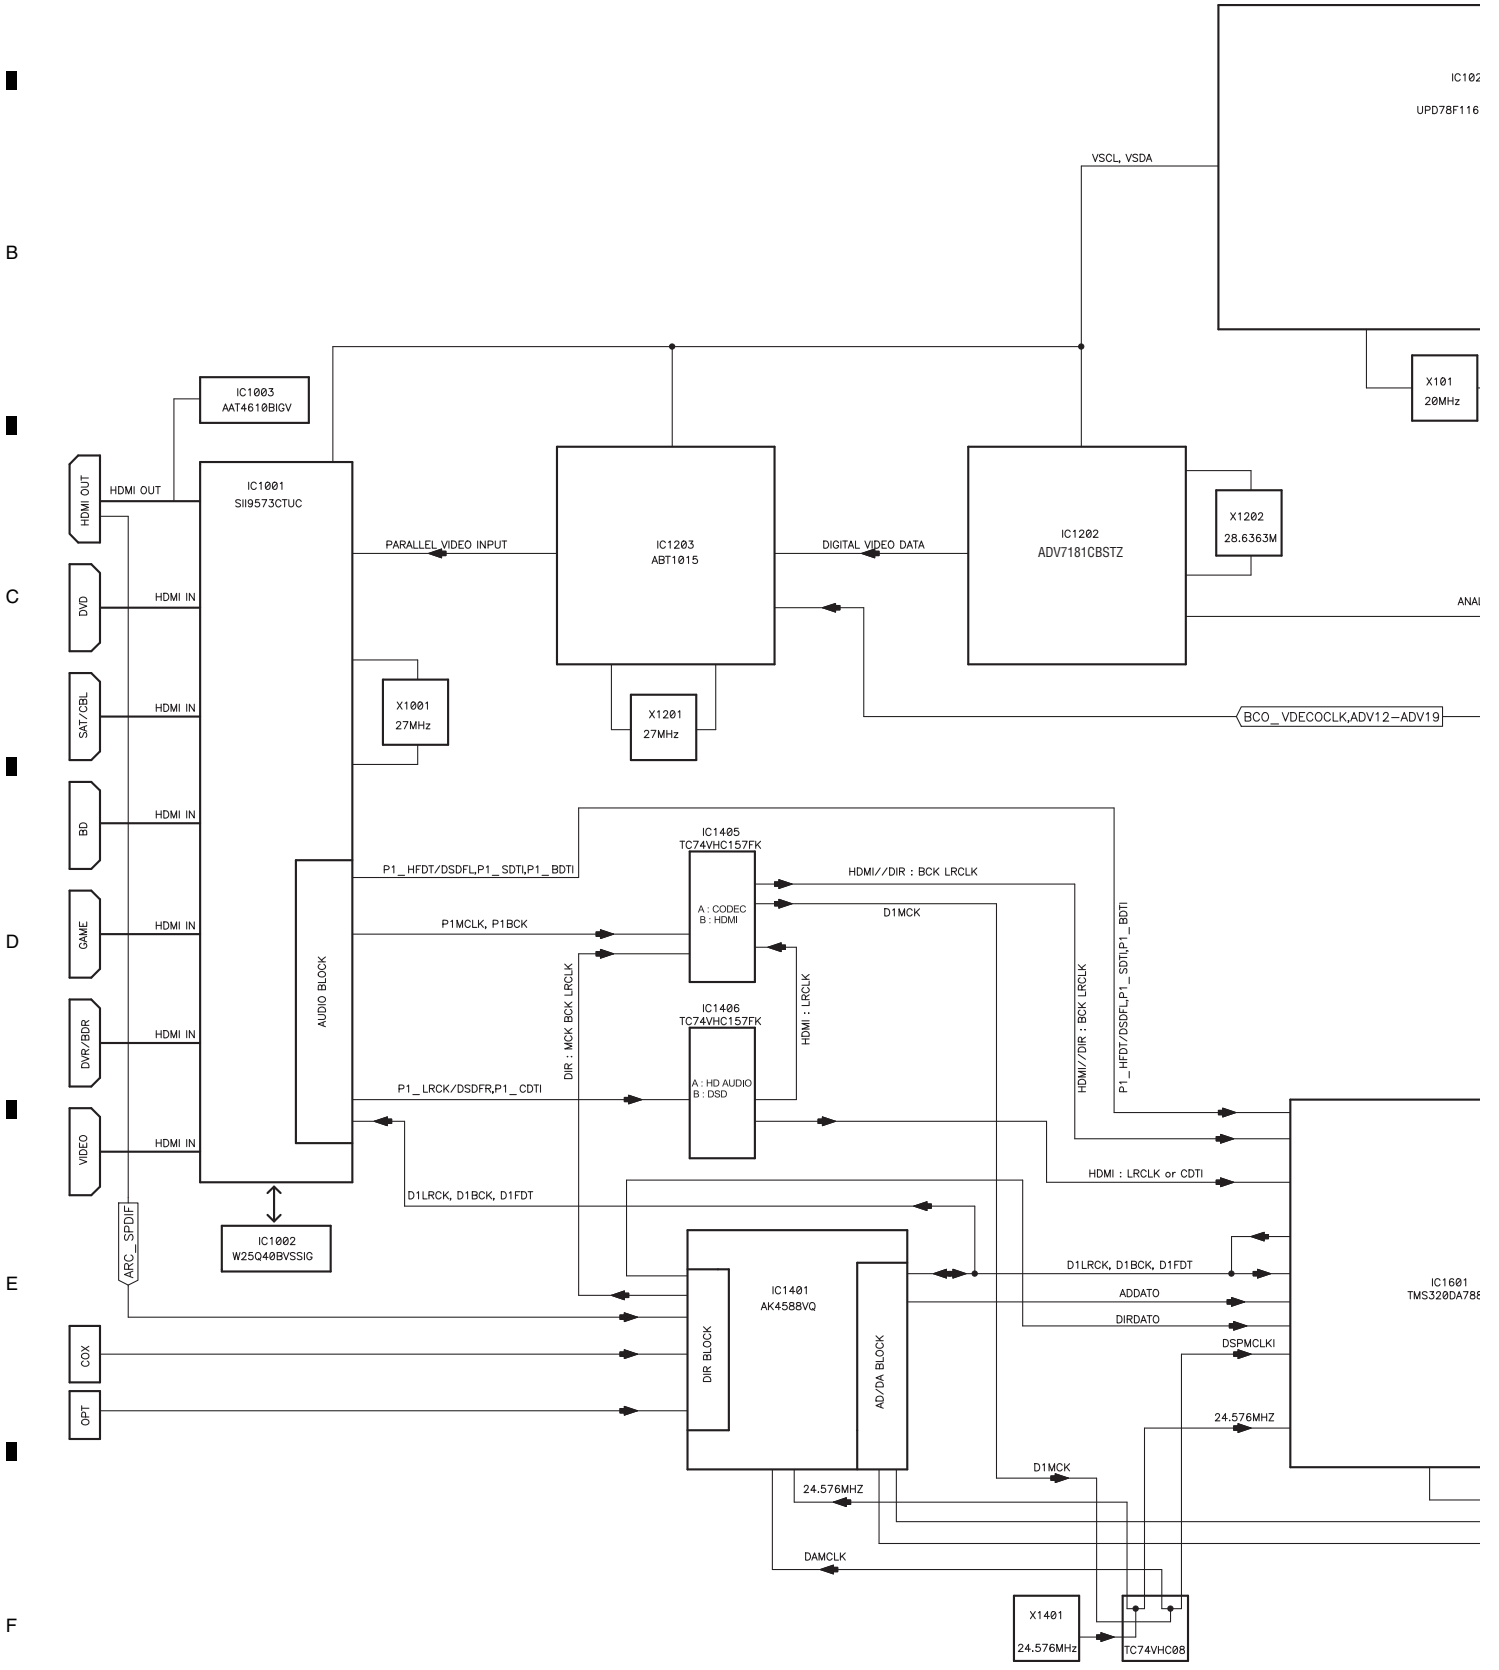 IC102
UPD78F116
VSCL, VSDA
B
X101
20MHz
IC1003
AAT4610BIGV
HDMI OUT
HDMI OUT
IC1001
SII9573CTUC
PARALLEL VIDEO INPUT
IC1203
ABT1015
DIGITAL VIDEO DATA
IC1202
ADV7181CBSTZ
X1202
28.6363M
C
DVD
HDMI IN
ANAL
SAT/CBL
HDMI IN
X1001
27MHz
X1201
27MHz
BCO_VDECOCLK,ADV12-ADV19
BD
HDMI IN
IC1405
TC74VHC157FK
P1_HFDT/DSDFL,P1_SDTI,P1_BDTI
HDMI//DIR : BCK LRCLK
A : CODEC
B : HDMI
D1MCK
D
GAME
HDMI IN
P1MCLK, P1BCK
AUDIO BLOCK
DIR : MCK BCK LRCLK
HDMI : LRCLK
HDMI//DIR : BCK LRCLK
P1_HFDT/DSDFL,P1_SDTI,P1_BDTI
IC1406
TC74VHC157FK
DVR/BDR
HDMI IN
P1_LRCK/DSDFR,P1_CDTI
A : HD AUDIO
B : DSD
VIDEO
HDMI IN
HDMI : LRCLK or CDTI
D1LRCK, D1BCK, D1FDT
ARC_SPDIF
IC1002
W25Q40BVSSIG
E
IC1401
AK4588VQ
D1LRCK, D1BCK, D1FDT
ADDATO
DIRDATO
DSPMCLKI
IC1601
TMS320DA788
COX
DIR BLOCK
AD/DA BLOCK
OPT
24.576MHZ
D1MCK
24.576MHZ
DAMCLK
F
X1401
24.576MHz
TC74VHC08